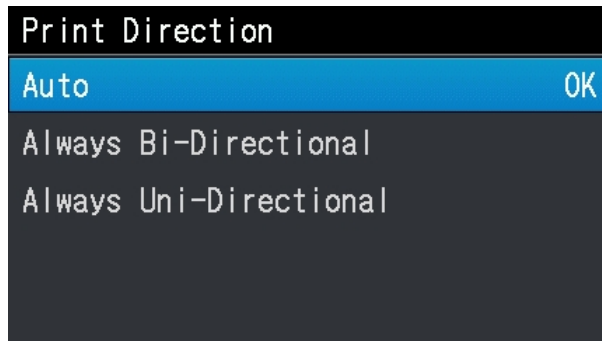 Print Direction
Auto OK
Always Bi-Directional
Always Uni-Directional